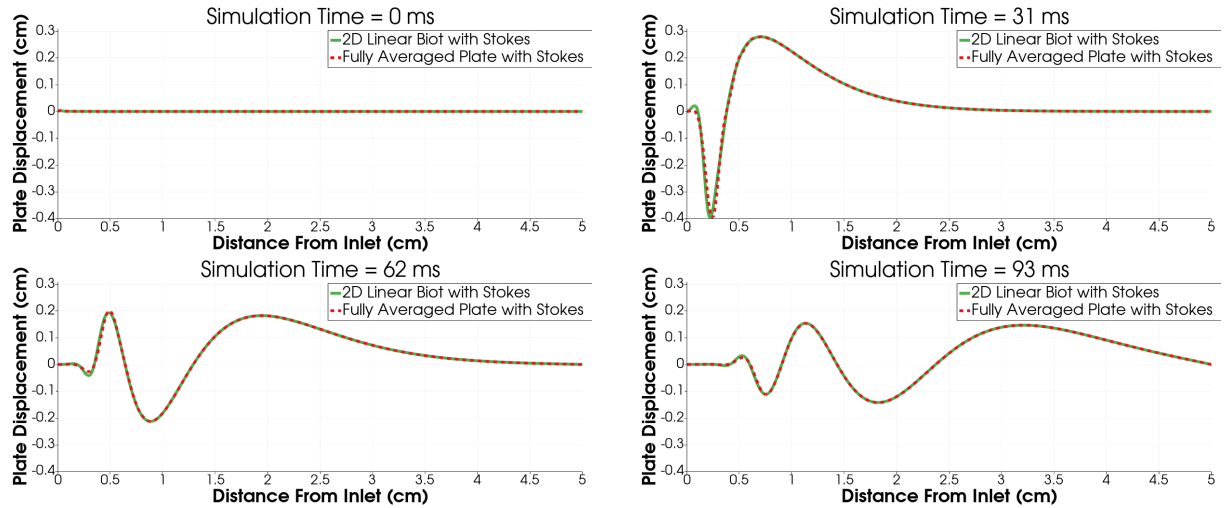 Simulation Time = 0 ms
Plate Displacement (cm)
0.3
0.2
0.1
0
-0.1
-0.2
-0.3
-0.4
2D Linear Biot with Stokes
Fully Averaged Plate with Stokes
0 0.5 1 1.5 2 2.5 3 3.5 4 4.5 5
Distance From Inlet (cm)
Simulation Time = 31 ms
Plate Displacement (cm)
0.3
0.2
0.1
0
-0.1
-0.2
-0.3
-0.4
2D Linear Biot with Stokes
Fully Averaged Plate with Stokes
0 0.5 1 1.5 2 2.5 3 3.5 4 4.5 5
Distance From Inlet (cm)
Simulation Time = 62 ms
Plate Displacement (cm)
0.3
0.2
0.1
0
-0.1
-0.2
-0.3
-0.4
2D Linear Biot with Stokes
Fully Averaged Plate with Stokes
0 0.5 1 1.5 2 2.5 3 3.5 4 4.5 5
Distance From Inlet (cm)
Simulation Time = 93 ms
Plate Displacement (cm)
0.3
0.2
0.1
0
-0.1
-0.2
-0.3
-0.4
2D Linear Biot with Stokes
Fully Averaged Plate with Stokes
0 0.5 1 1.5 2 2.5 3 3.5 4 4.5 5
Distance From Inlet (cm)